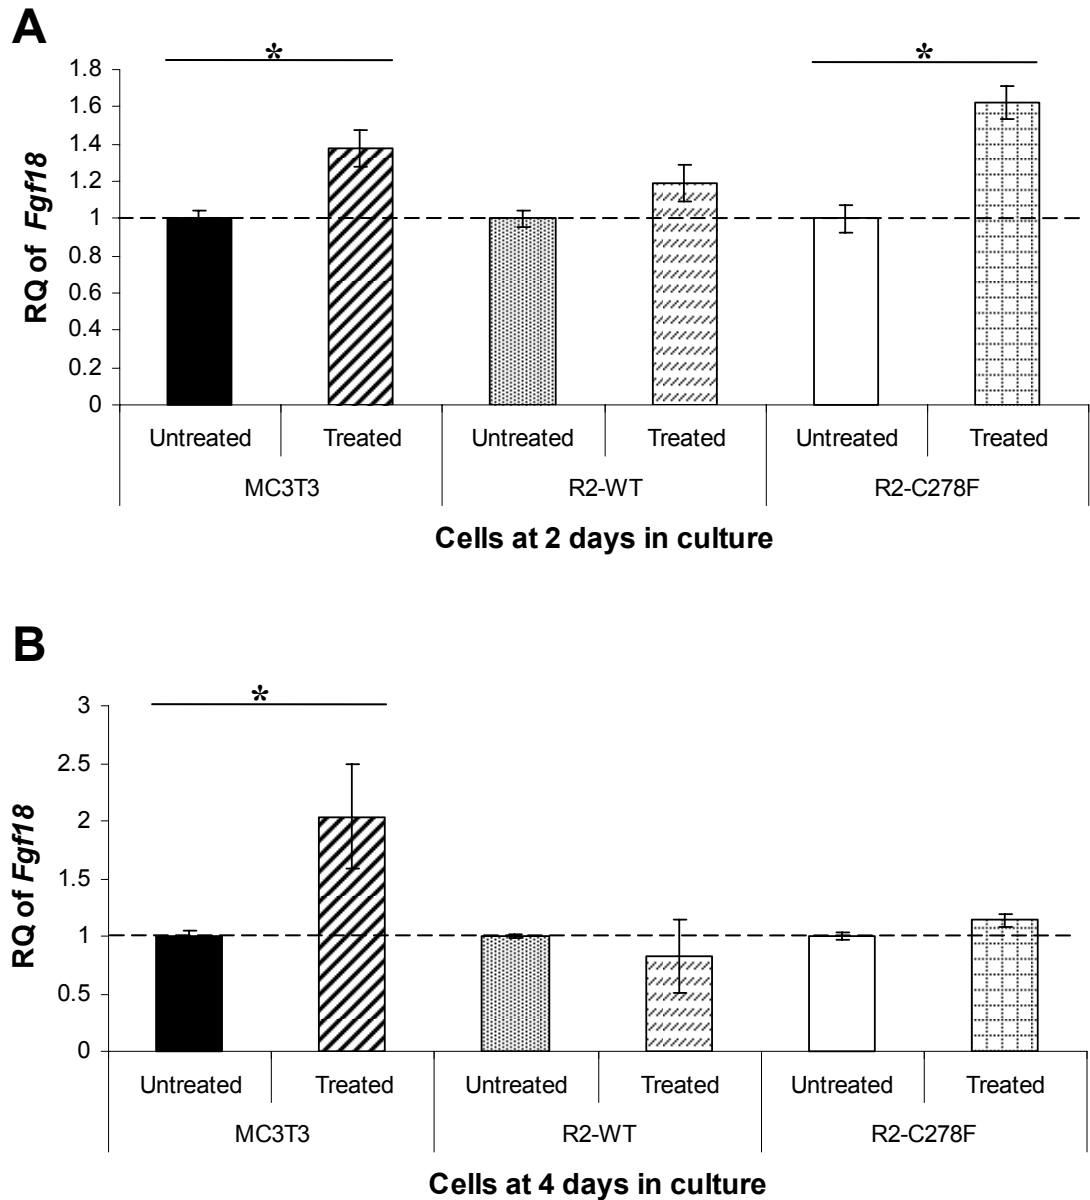 A
*
*
1.8
1.6
1.4
1.2
1
0.8
0.6
0.4
0.2
0
RQ of Fgf18
Untreated Treated Untreated Treated Untreated Treated
MC3T3 R2-WT R2-C278F
Cells at 2 days in culture
B
*
3
2.5
2
1.5
1
0.5
0
RQ of Fgf18
Untreated Treated Untreated Treated Untreated Treated
MC3T3 R2-WT R2-C278F
Cells at 4 days in culture